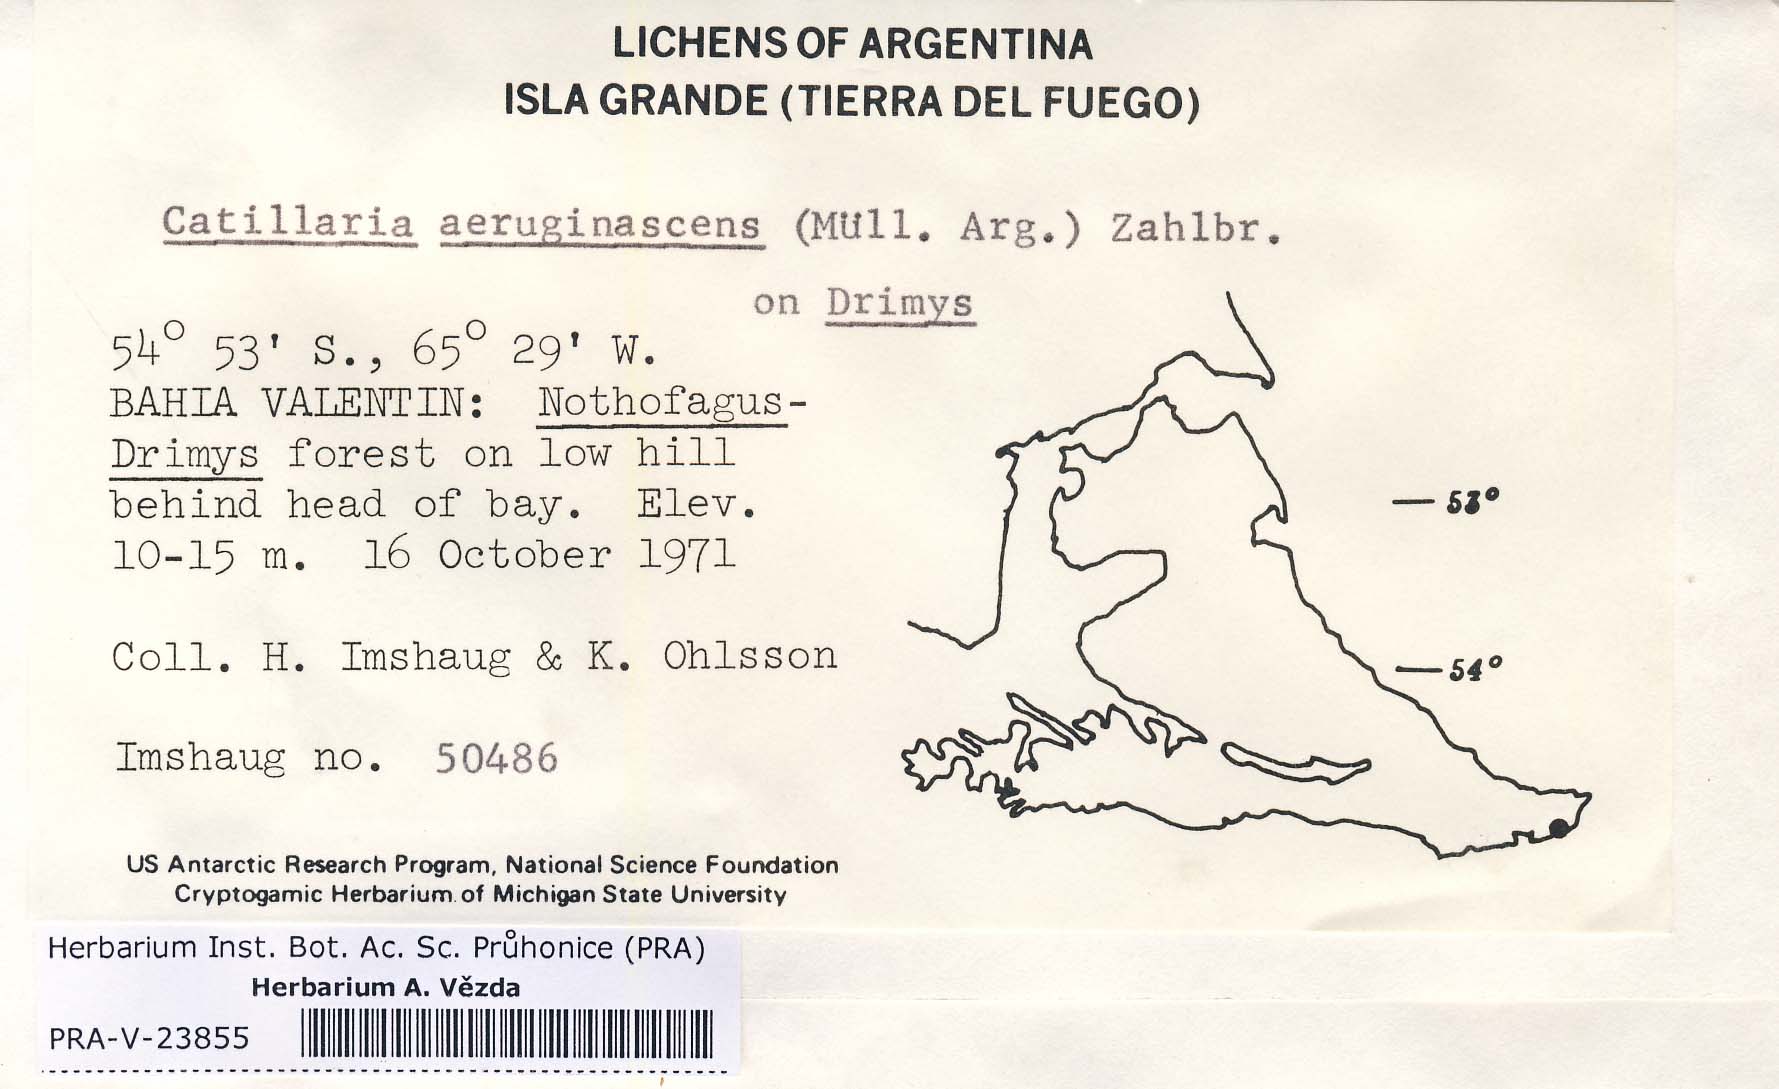 LICHENS OF ARGENTINA
ISLA GRANDE (TIERRA DEL FUEGO)
Catillaria aeruginascens (Müll. Arg.) Zahlbr.
on Drimys
54° 53' S., 65° 29' W.
BAHIA VALENTIN: Nothofagus-
Drimys forest on low hill
behind head of bay. Elev.
10-15 m. 16 October 1971
Coll. H. Imshaug & K. Ohlsson
Imshaug no. 50486
53°
54°
US Antarctic Research Program, National Science Foundation
Cryptogamic Herbarium of Michigan State University
Herbarium Inst. Bot. Ac. Sc. Průhonice (PRA)
Herbarium A. Vězda
PRA-V-23855